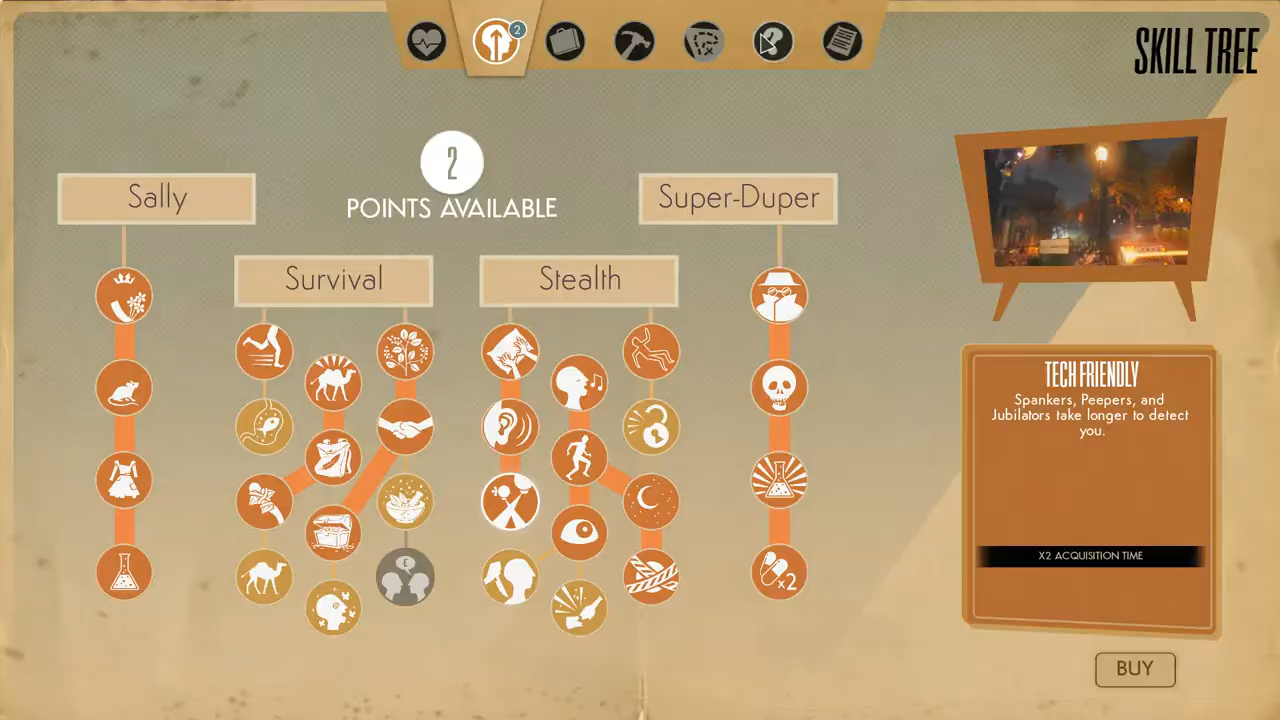 2
SKILL TREE
2
POINTS AVAILABLE
Sally
Super-Duper
Survival
Stealth
£
x2
TECH FRIENDLY
Spankers, Peepers, and
Jubilators take longer to detect
you.
X2 ACQUISITION TIME
BUY